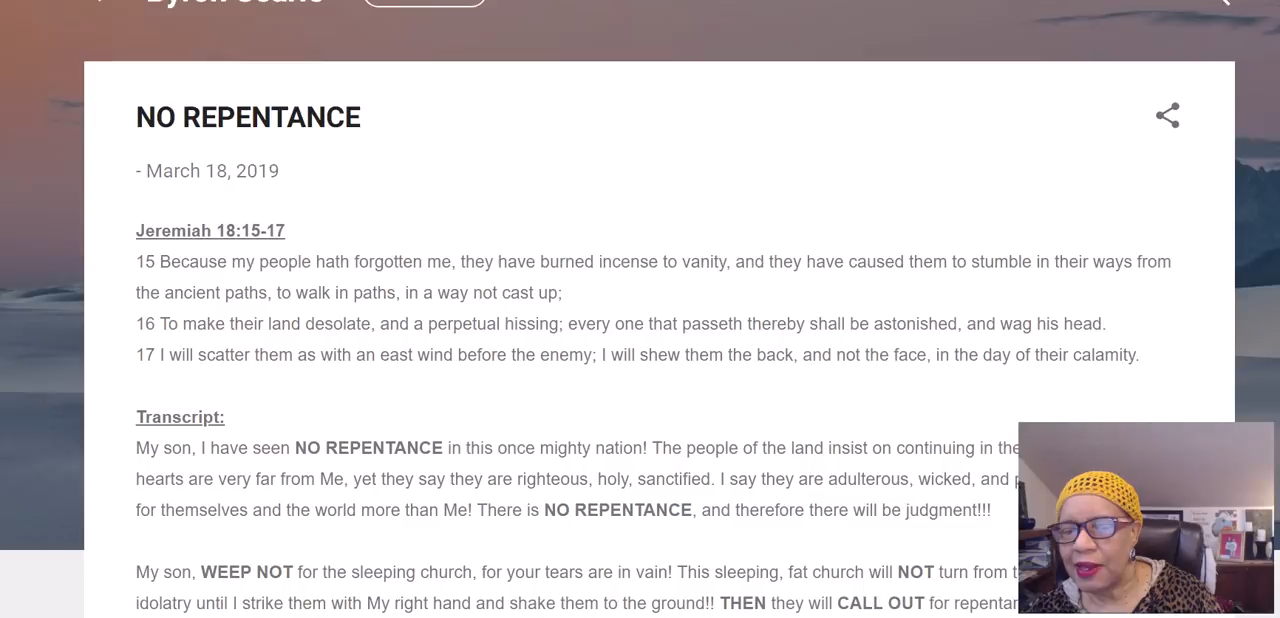 NO REPENTANCE
- March 18, 2019
Jeremiah 18:15-17
15 Because my people hath forgotten me, they have burned incense to vanity, and they have caused them to stumble in their ways from
the ancient paths, to walk in paths, in a way not cast up;
16 To make their land desolate, and a perpetual hissing; every one that passeth thereby shall be astonished, and wag his head.
17 I will scatter them as with an east wind before the enemy; I will shew them the back, and not the face, in the day of their calamity.
Transcript:
My son, I have seen NO REPENTANCE in this once mighty nation! The people of the land insist on continuing in
hearts are very far from Me, yet they say they are righteous, holy, sanctified. I say they are adulterous, wicked, and
for themselves and the world more than Me! There is NO REPENTANCE, and therefore there will be judgment!!!
My son, WEEP NOT for the sleeping church, for your tears are in vain! This sleeping, fat church will NOT turn from
idolatry until I strike them with My right hand and shake them to the ground!! THEN they will CALL OUT for